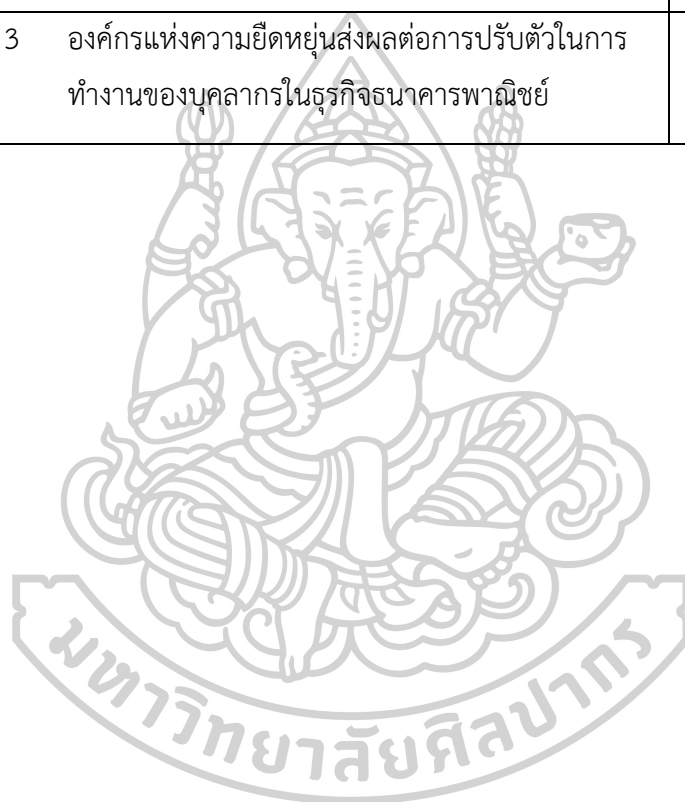 3 องค์กรแห่งความยืดหยุ่นส่งผลต่อการปรับตัวในการ
ทำงานของบุคลากรในธุรกิจธนาคารพาณิชย์
มหาวิทยาลัยศิลปากร